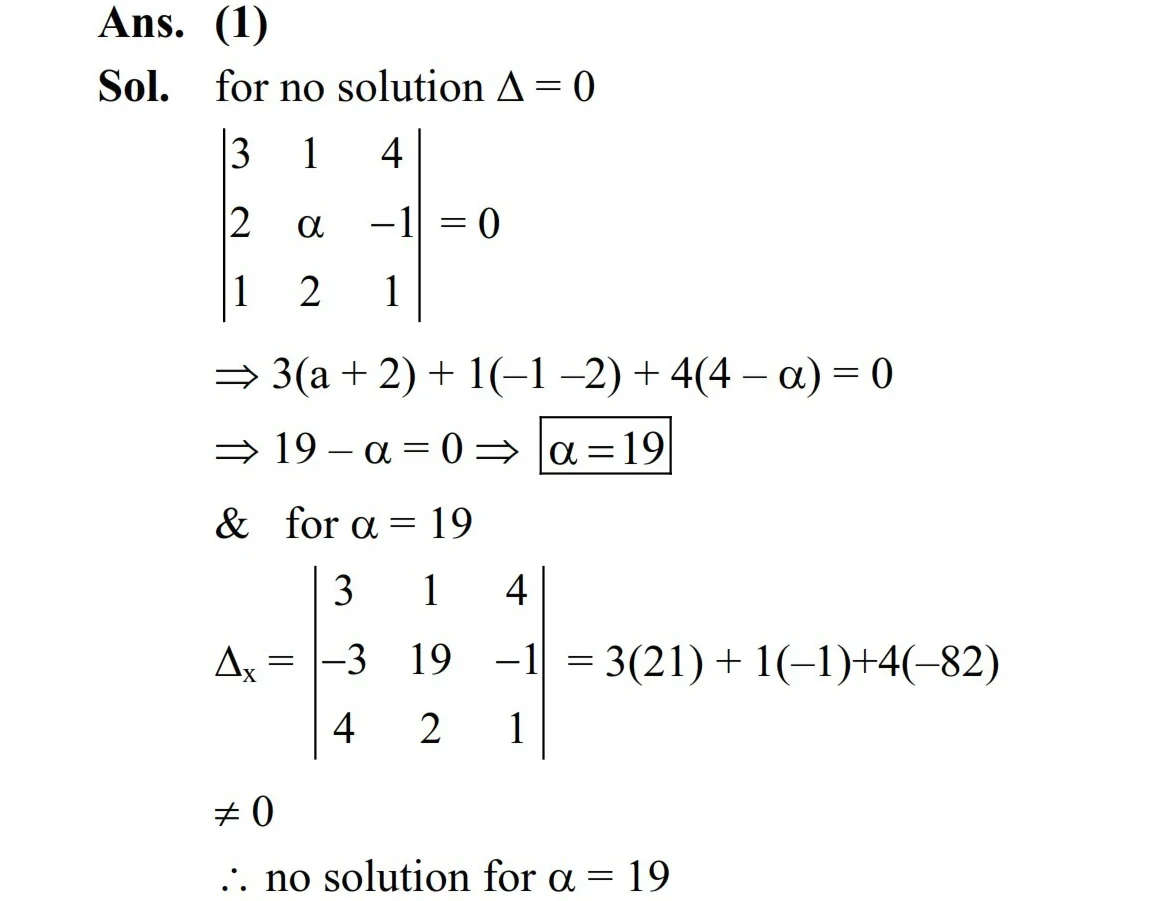 Ans. (1)
Sol. for no solution Δ = 0
|3 1 4|
|2 α –1| = 0
|1 2 1|
⇒ 3(a + 2) + 1(–1 –2) + 4(4 – α) = 0
⇒ 19 – α = 0 ⇒ α = 19
& for α = 19
|3 1 4|
Δx = |–3 19 –1| = 3(21) + 1(–1)+4(–82)
|4 2 1|
≠ 0
∴ no solution for α = 19